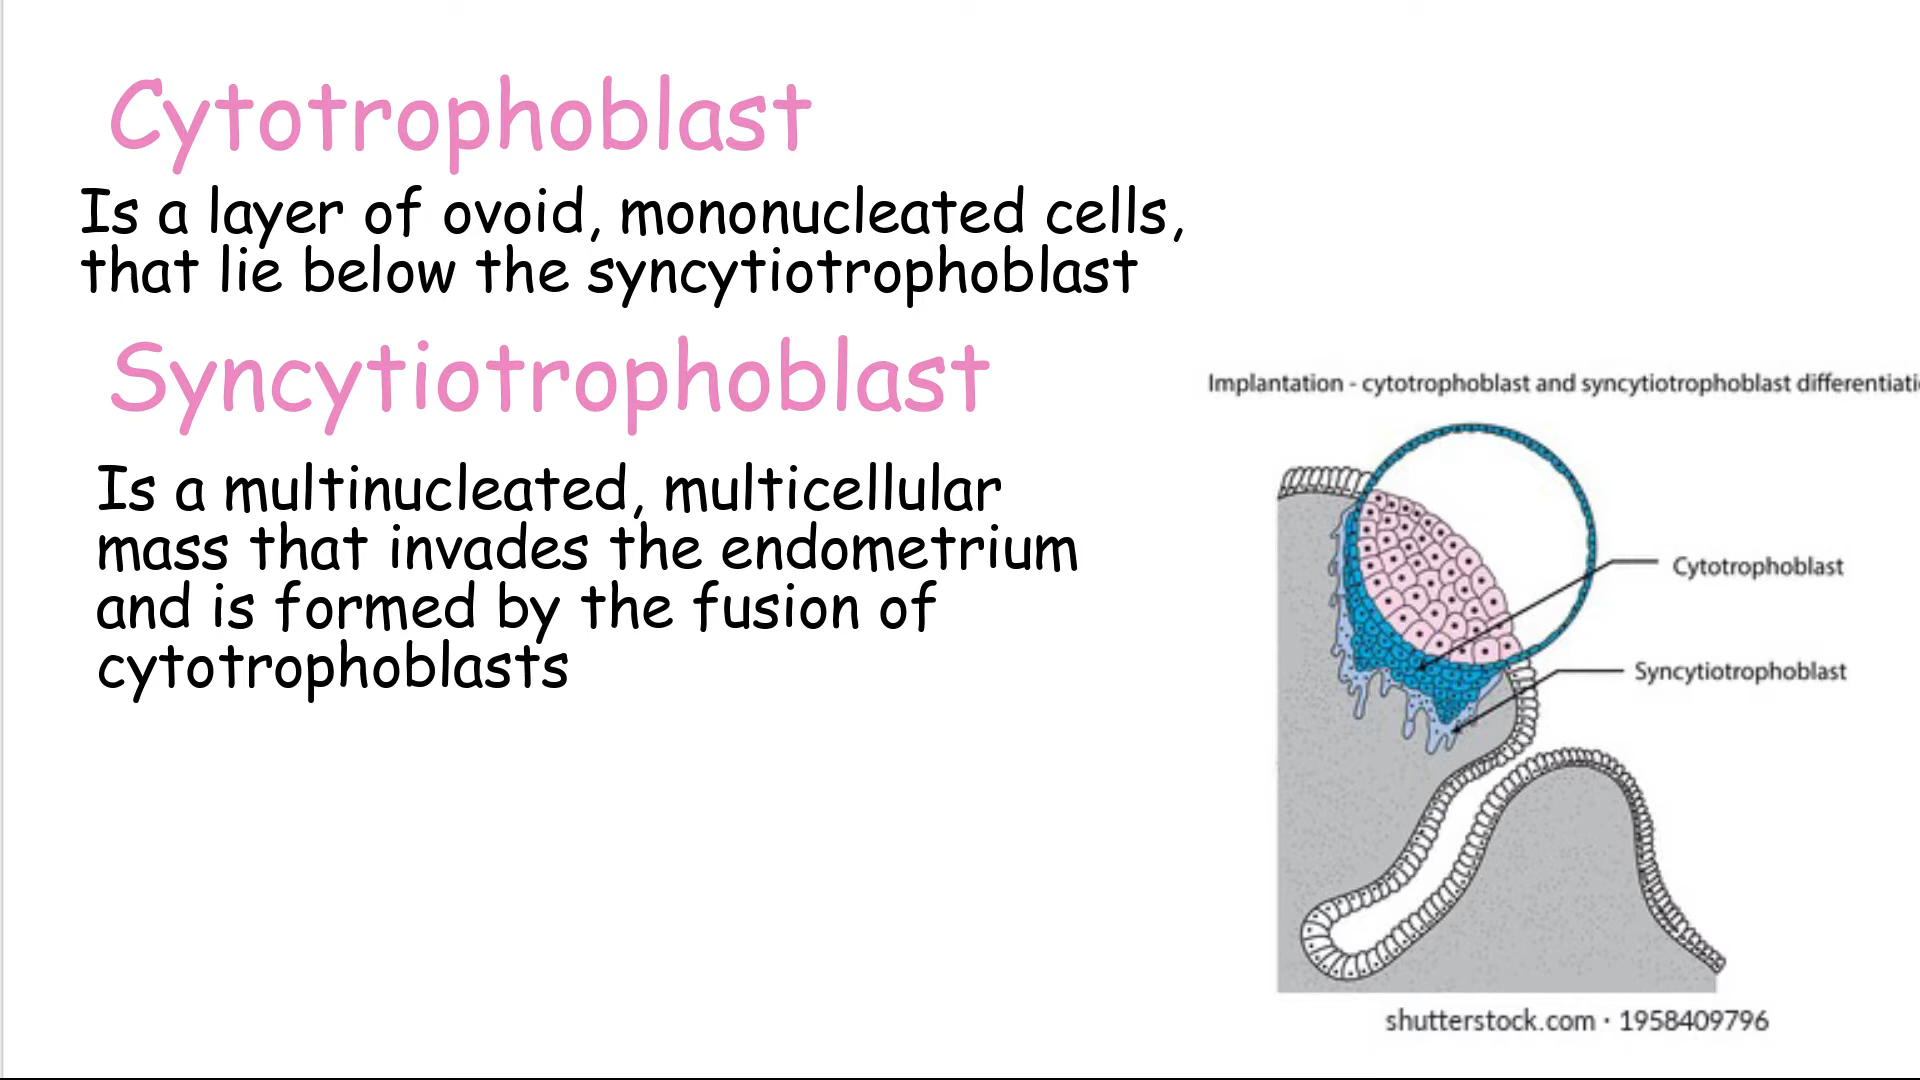 Cytotrophoblast
Is a layer of ovoid, mononucleated cells,
that lie below the syncytiotrophoblast
Syncytiotrophoblast
Is a multinucleated, multicellular
mass that invades the endometrium
and is formed by the fusion of
cytotrophoblasts
Implantation - cytotrophoblast and syncytiotrophoblast differentiati
Cytotrophoblast
Syncytiotrophoblast
shutterstock.com · 1958409796